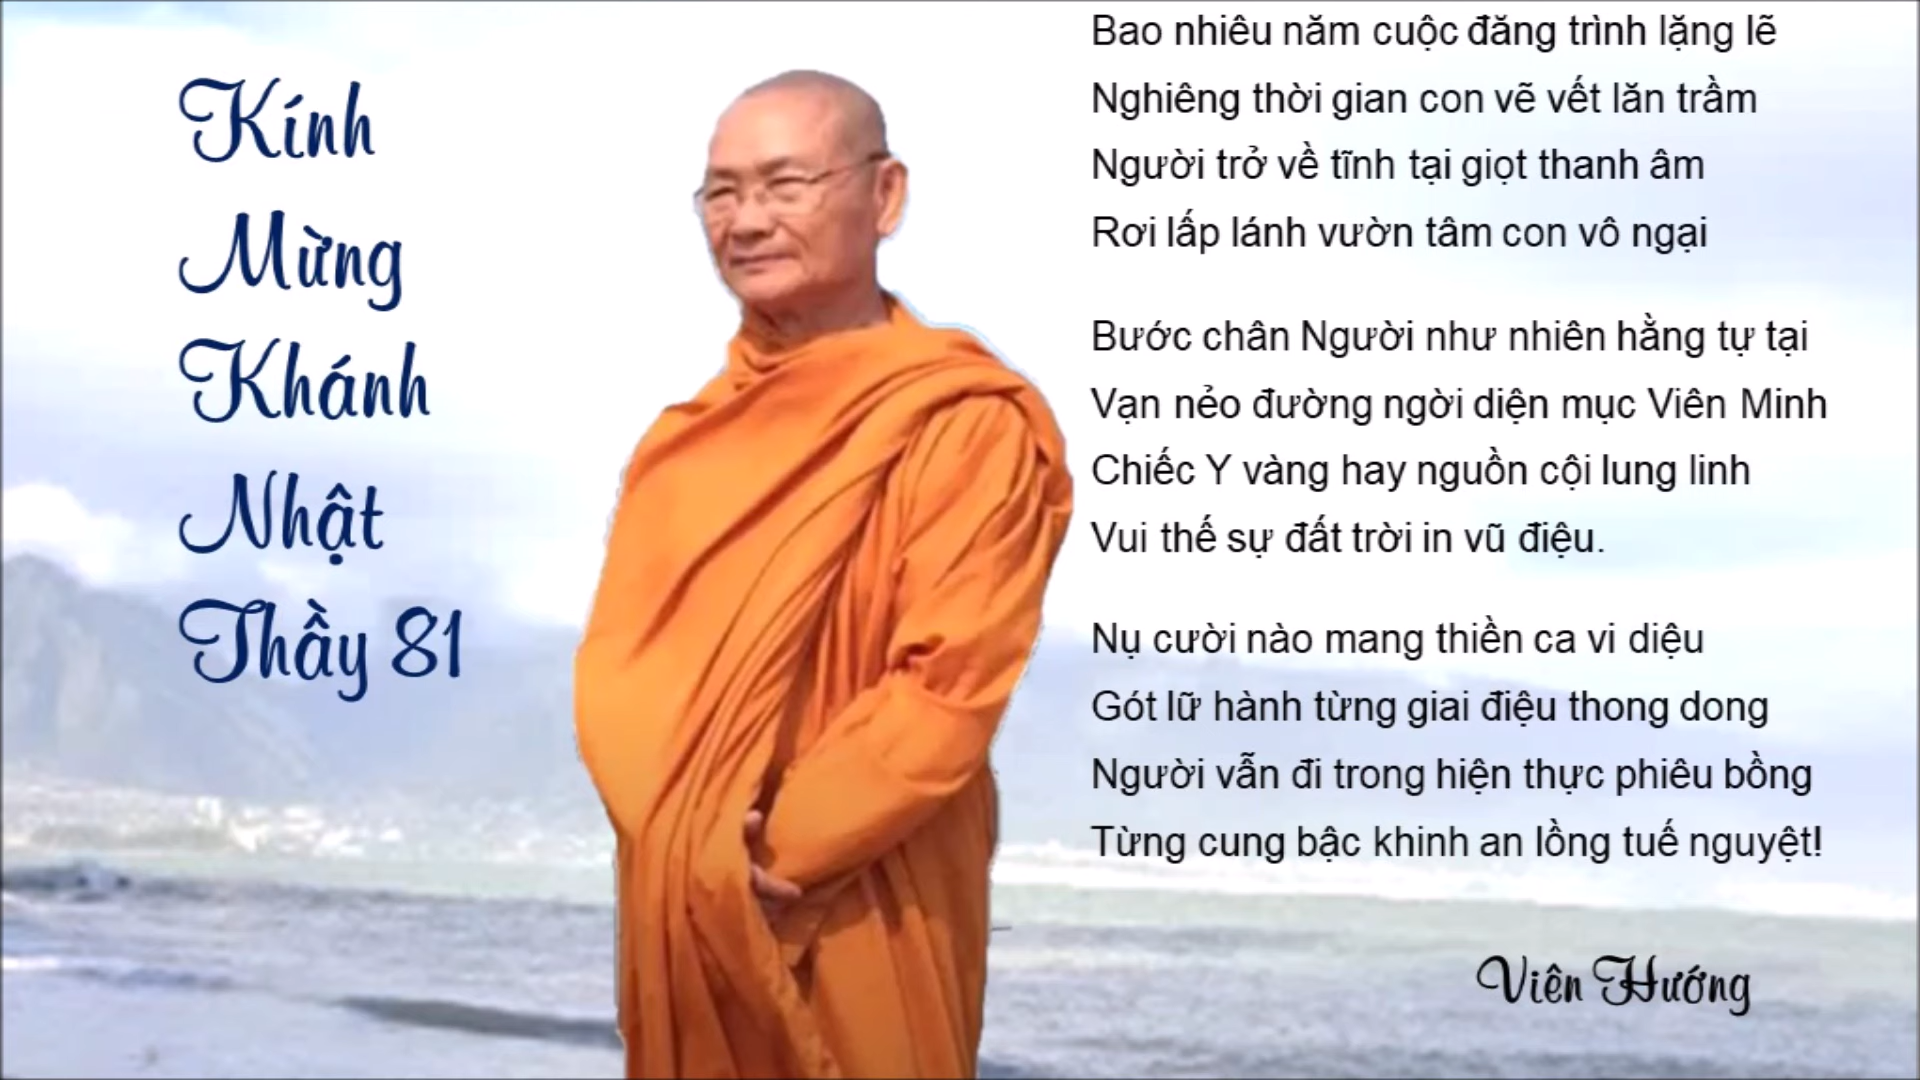 Kính
Mừng
Khánh
Nhật
Thầy 81
Bao nhiêu năm cuộc đăng trình lặng lẽ
Nghiêng thời gian con vẽ vết lăn trầm
Người trở về tĩnh tại giọt thanh âm
Rơi lấp lánh vườn tâm con vô ngại
Bước chân Người như nhiên hằng tự tại
Vạn nẻo đường ngời diện mục Viên Minh
Chiếc Y vàng hay nguồn cội lung linh
Vui thế sự đất trời in vũ điệu.
Nụ cười nào mang thiền ca vi diệu
Gót lữ hành từng giai điệu thong dong
Người vẫn đi trong hiện thực phiêu bồng
Từng cung bậc khinh an lồng tuế nguyệt!
Viên Hướng